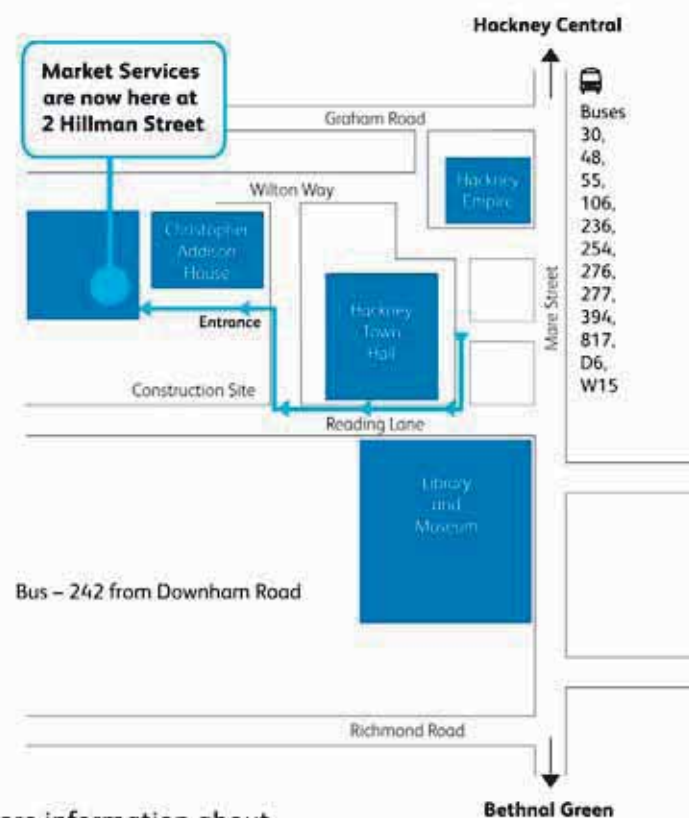 Hackney Central
Market Services
are now here at
2 Hillman Street
Buses
30,
48,
55,
106,
236,
254,
276,
277,
394,
817,
D6,
W15
Graham Road
Hackney
Empire
Wilton Way
Christopher
Addison
House
Entrance
Hackney
Town
Hall
Mare Street
Construction Site
Reading Lane
Library
and
Museum
Bus – 242 from Downham Road
Richmond Road
Bethnal Green